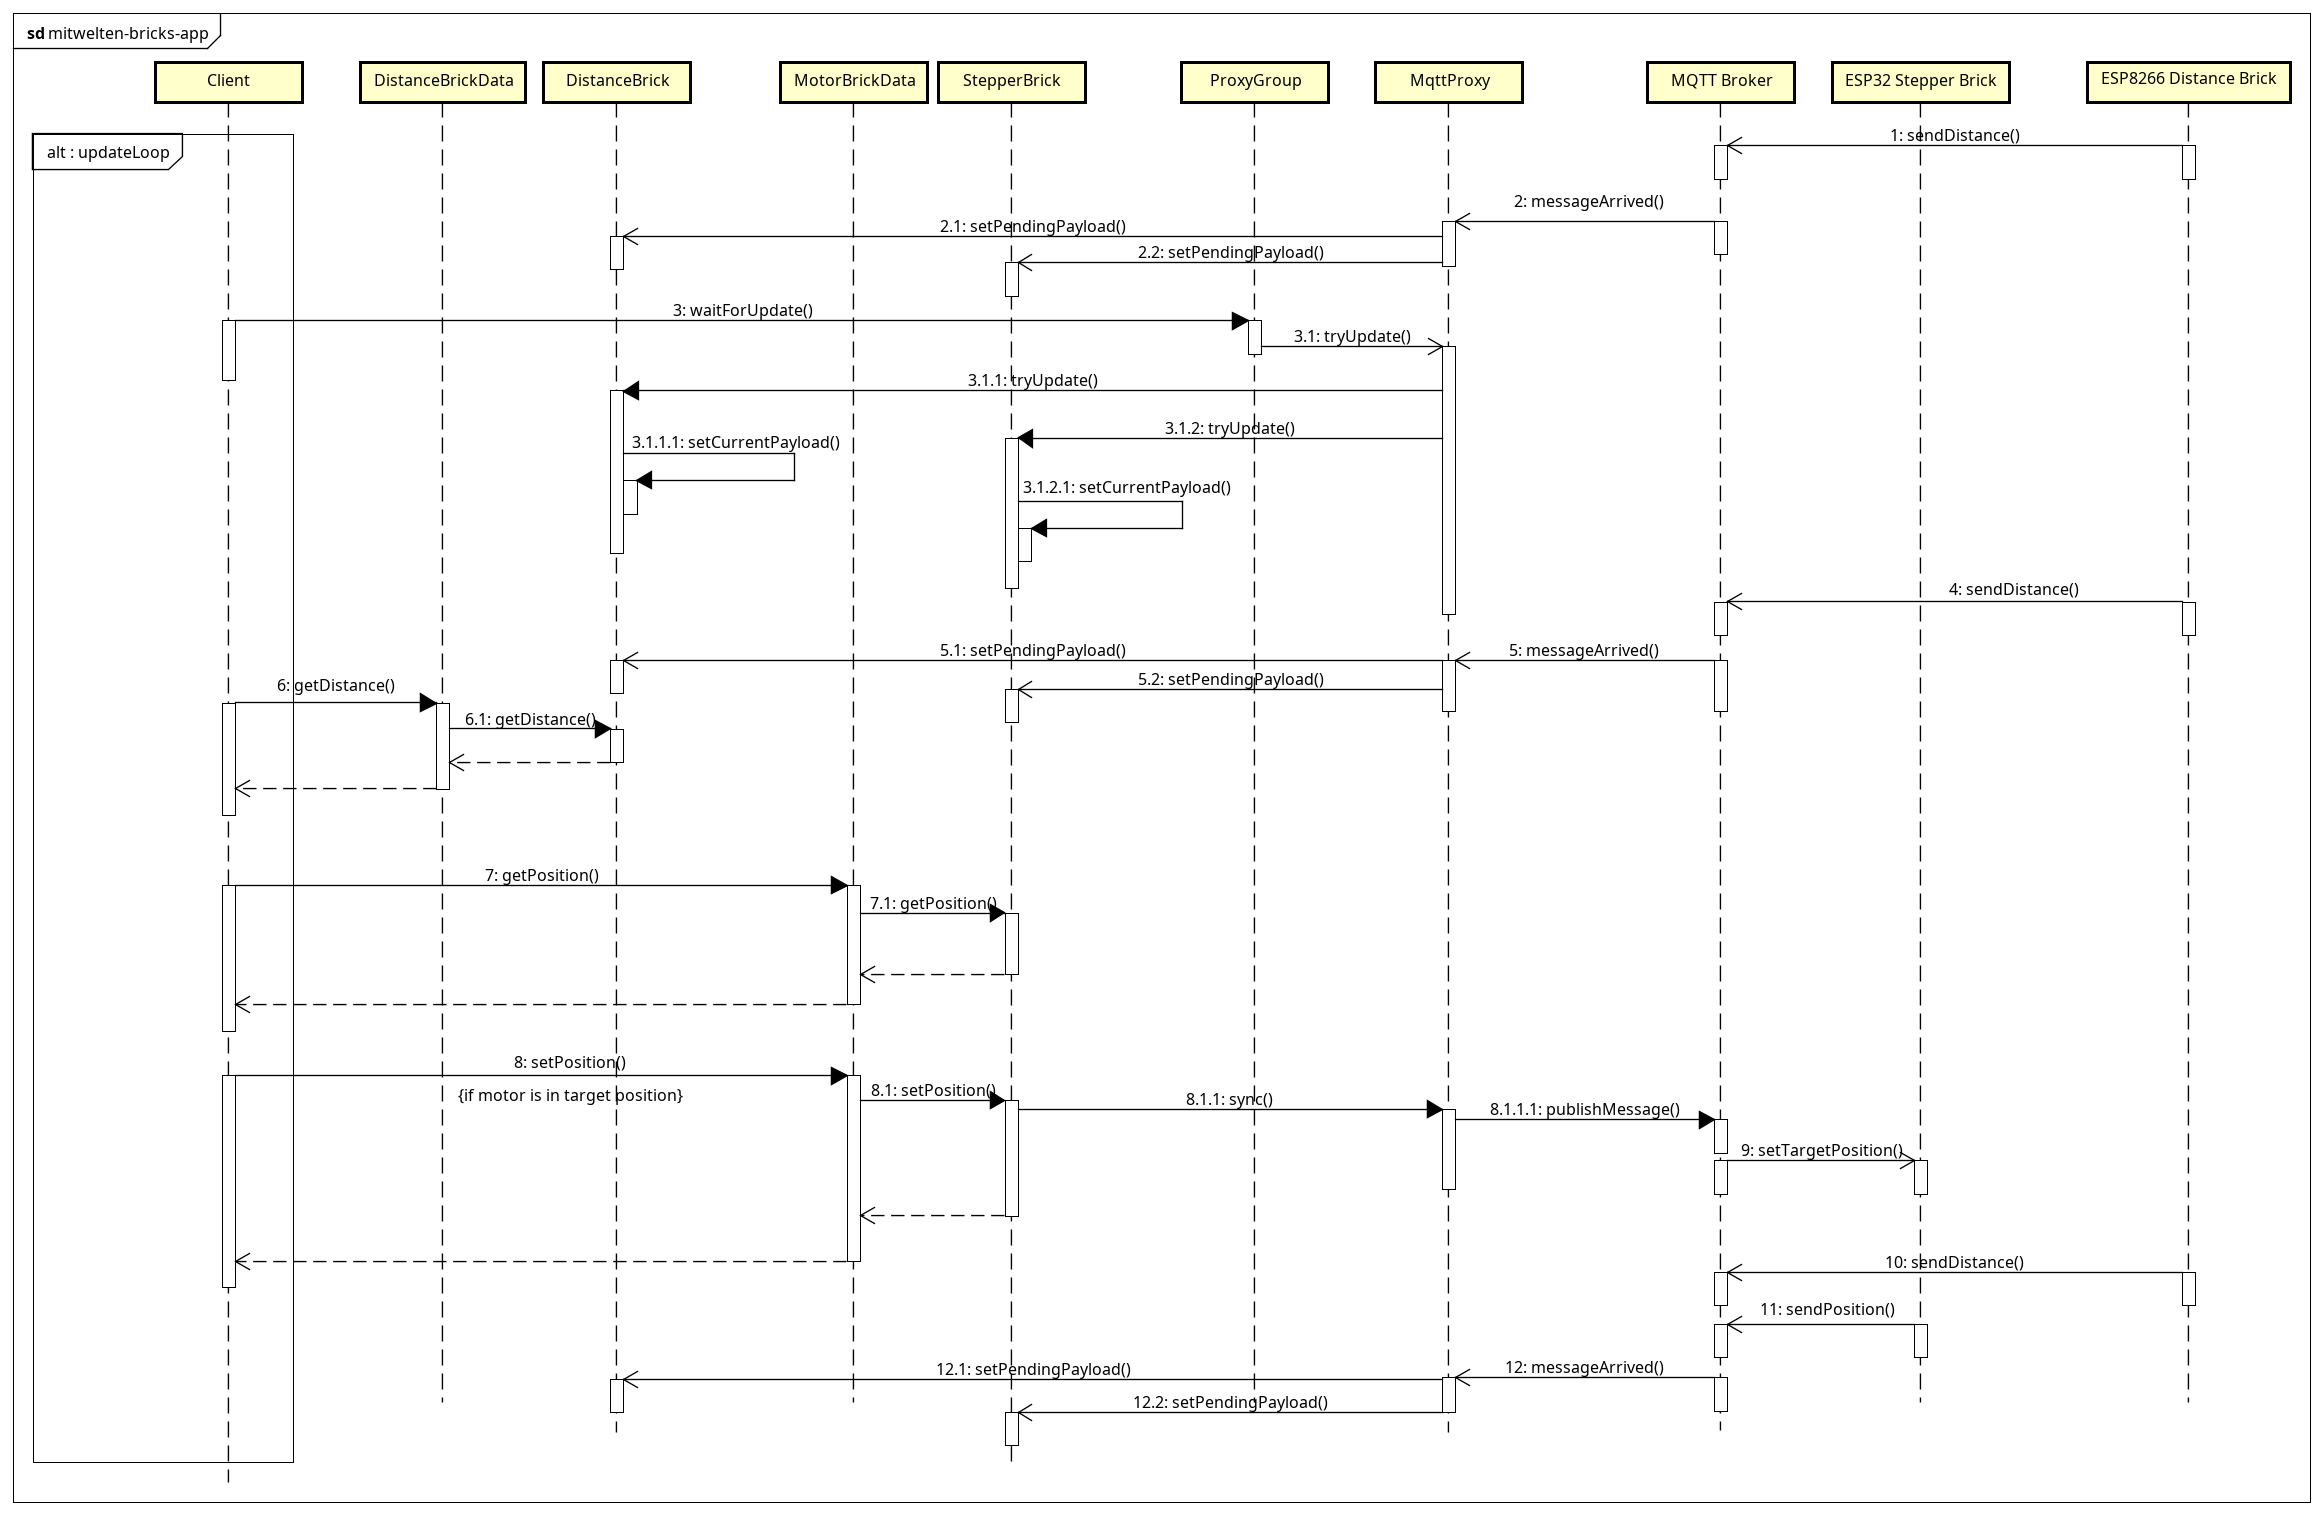 sd mitwelten-bricks-app
Client
DistanceBrickData
DistanceBrick
MotorBrickData
StepperBrick
ProxyGroup
MqttProxy
MQTT Broker
ESP32 Stepper Brick
ESP8266 Distance Brick
alt : updateLoop
1: sendDistance()
2: messageArrived()
2.1: setPendingPayload()
2.2: setPendingPayload()
3: waitForUpdate()
3.1: tryUpdate()
3.1.1: tryUpdate()
3.1.2: tryUpdate()
3.1.1.1: setCurrentPayload()
3.1.2.1: setCurrentPayload()
4: sendDistance()
5.1: setPendingPayload()
5: messageArrived()
5.2: setPendingPayload()
6: getDistance()
6.1: getDistance()
7: getPosition()
7.1: getPosition()
8: setPosition()
{if motor is in target position}
8.1: setPosition()
8.1.1: sync()
8.1.1.1: publishMessage()
9: setTargetPosition()
10: sendDistance()
11: sendPosition()
12.1: setPendingPayload()
12: messageArrived()
12.2: setPendingPayload()